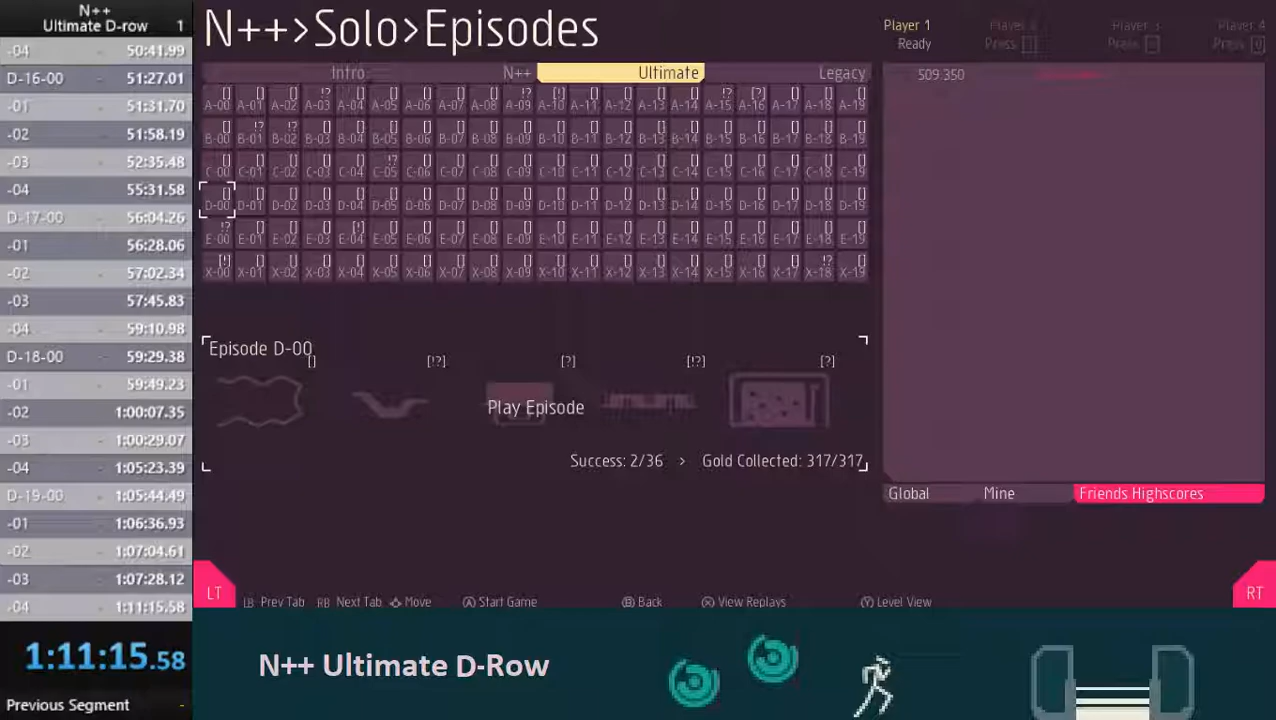 N++
Ultimate D-row 1
-04 - 50:41.99
D-16-00 - 51:27.01
-01 - 51:31.70
-02 - 51:58.19
-03 - 52:35.48
-04 - 55:31.58
D-17-00 - 56:04.26
-01 - 56:28.06
-02 - 57:02.34
-03 - 57:45.83
-04 - 59:10.98
D-18-00 - 59:29.38
-01 - 59:49.23
-02 - 1:00:07.35
-03 - 1:00:29.07
-04 - 1:05:23.39
D-19-00 - 1:05:44.49
-01 - 1:06:36.93
-02 - 1:07:04.61
-03 - 1:07:28.12
-04 - 1:11:15.58
1:11:15.58
Previous Segment -
N++>Solo>Episodes
Player 1 Player 2 Player 3 Player 4
Ready Press Press Press
Intro N++ Ultimate Legacy
A-00 A-01 A-02 A-03 A-04 A-05 A-06 A-07 A-08 A-09 A-10 A-11 A-12 A-13 A-14 A-15 A-16 A-17 A-18 A-19
B-00 B-01 B-02 B-03 B-04 B-05 B-06 B-07 B-08 B-09 B-10 B-11 B-12 B-13 B-14 B-15 B-16 B-17 B-18 B-19
C-00 C-01 C-02 C-03 C-04 C-05 C-06 C-07 C-08 C-09 C-10 C-11 C-12 C-13 C-14 C-15 C-16 C-17 C-18 C-19
D-00 D-01 D-02 D-03 D-04 D-05 D-06 D-07 D-08 D-09 D-10 D-11 D-12 D-13 D-14 D-15 D-16 D-17 D-18 D-19
E-00 E-01 E-02 E-03 E-04 E-05 E-06 E-07 E-08 E-09 E-10 E-11 E-12 E-13 E-14 E-15 E-16 E-17 E-18 E-19
X-00 X-01 X-02 X-03 X-04 X-05 X-06 X-07 X-08 X-09 X-10 X-11 X-12 X-13 X-14 X-15 X-16 X-17 X-18 X-19
Episode D-00
[] [!?] [?] [!?] [?]
Play Episode
Success: 2/36 > Gold Collected: 317/317
509.350
Global Mine Friends Highscores
LT RT
LB Prev Tab RB Next Tab Move A Start Game B Back X View Replays Y Level View
N++ Ultimate D-Row